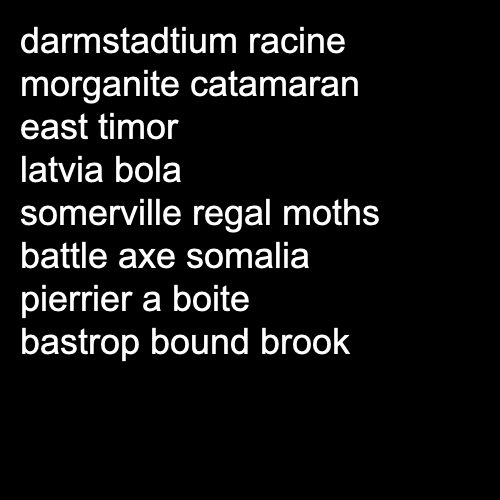 darmstadtium racine
morganite catamaran
east timor
latvia bola
somerville regal moths
battle axe somalia
pierrier a boite
bastrop bound brook